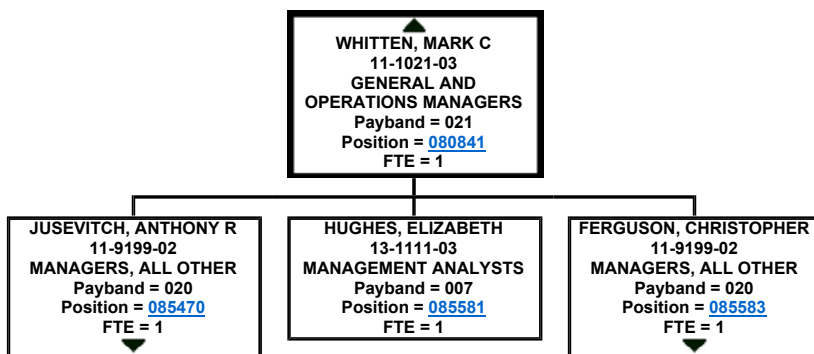 WHITTEN, MARK C
11-1021-03
GENERAL AND
OPERATIONS MANAGERS
Payband = 021
Position = 080841
FTE = 1
JUSEVITCH, ANTHONY R
11-9199-02
MANAGERS, ALL OTHER
Payband = 020
Position = 085470
FTE = 1
HUGHES, ELIZABETH
13-1111-03
MANAGEMENT ANALYSTS
Payband = 007
Position = 085581
FTE = 1
FERGUSON, CHRISTOPHER
11-9199-02
MANAGERS, ALL OTHER
Payband = 020
Position = 085583
FTE = 1